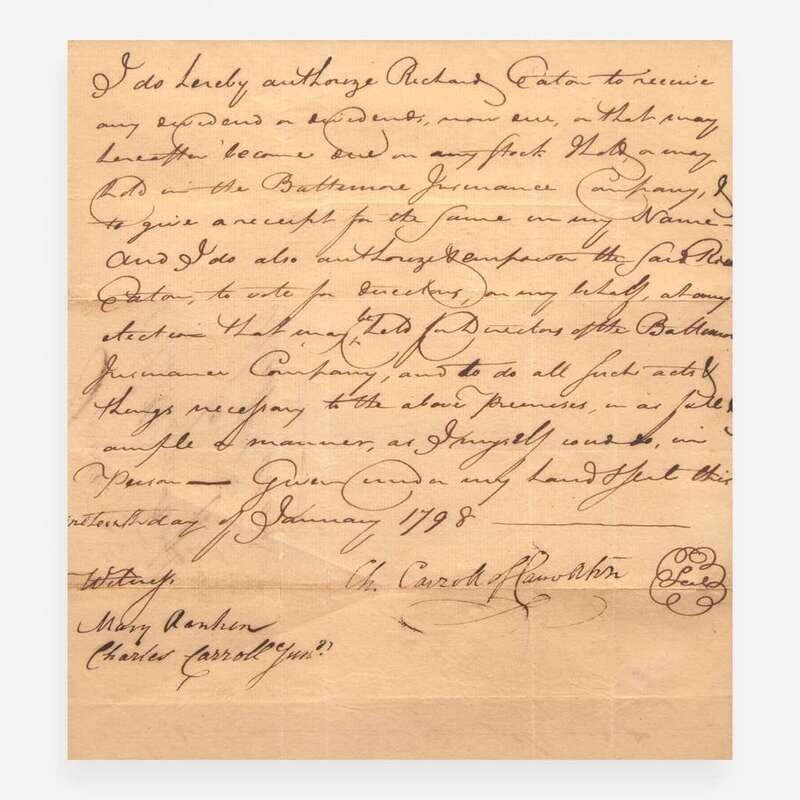 I do hereby authorize Richard Eaton to receive
any dividend or dividends, now due, or that may
hereafter become due on any stock I hold, or may
hold in the Baltimore Insurance Company, &
to give a receipt for the same in my Name —
And I do also authorize & empower the said Rich
Eaton, to vote for directors, on my behalf, at any
election that may be held for Directors of the Baltimore
Insurance Company, and to do all such acts &
things necessary to the above Premises, in as full &
ample a manner, as I myself could do, in
Person — Given under my hand & seal this
day of January 1798 —
Witness Ch. Carroll of Carrollton Seal
Mary Rankin
Charles Carroll Junr.